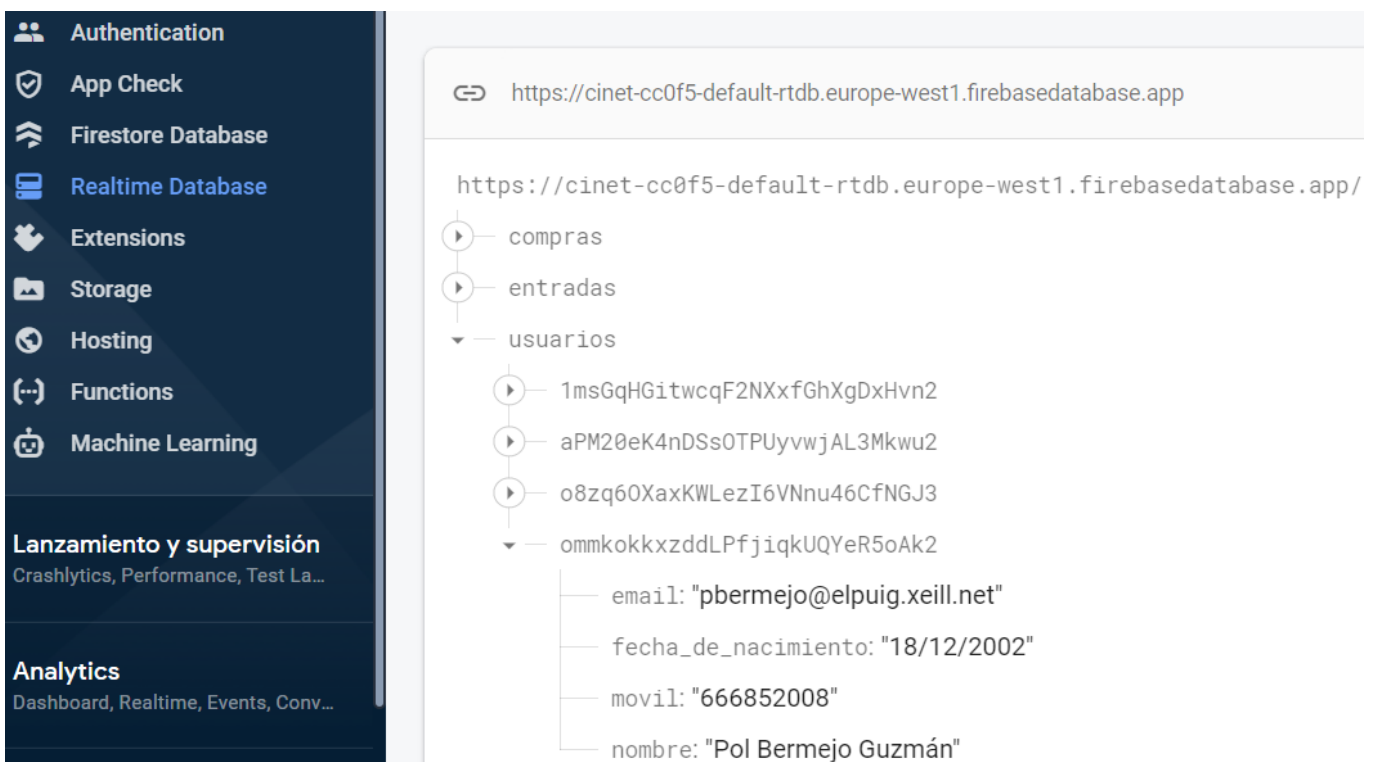 Authentication
App Check
Firestore Database
Realtime Database
Extensions
Storage
Hosting
Functions
Machine Learning
Lanzamiento y supervisión
Crashlytics, Performance, Test La...
Analytics
Dashboard, Realtime, Events, Conv...
https://cinet-cc0f5-default-rtdb.europe-west1.firebasedatabase.app
https://cinet-cc0f5-default-rtdb.europe-west1.firebasedatabase.app/
compras
entradas
usuarios
1msGqHGitwcqF2NXxfGhXgDxHvn2
aPM20eK4nDSsOTPUyvwjAL3Mkwu2
o8zq6OXaxKWLezI6VNnu46CfNGJ3
ommkokkxzddLPfjiqkUQYeR5oAk2
email: "pbermejo@elpuig.xeill.net"
fecha_de_nacimiento: "18/12/2002"
movil: "666852008"
nombre: "Pol Bermejo Guzmán"